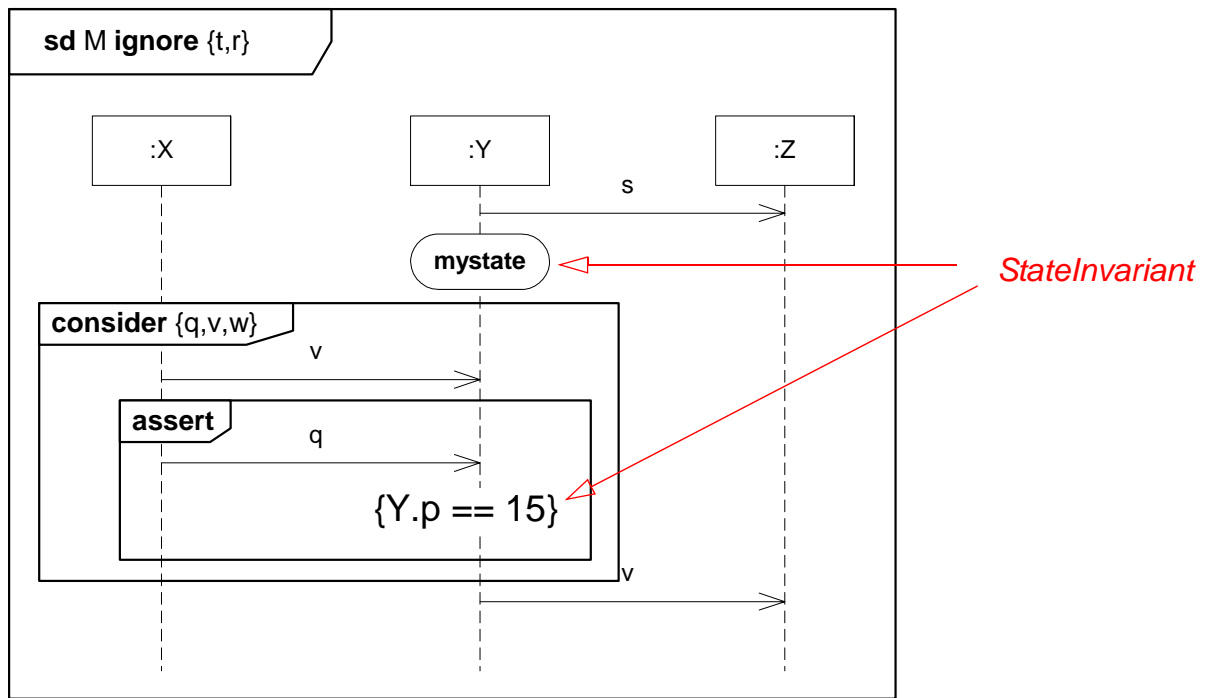 sd M ignore {t,r}
:X
:Y
:Z
s
mystate
StateInvariant
consider {q,v,w}
v
assert
q
{Y.p == 15}
v